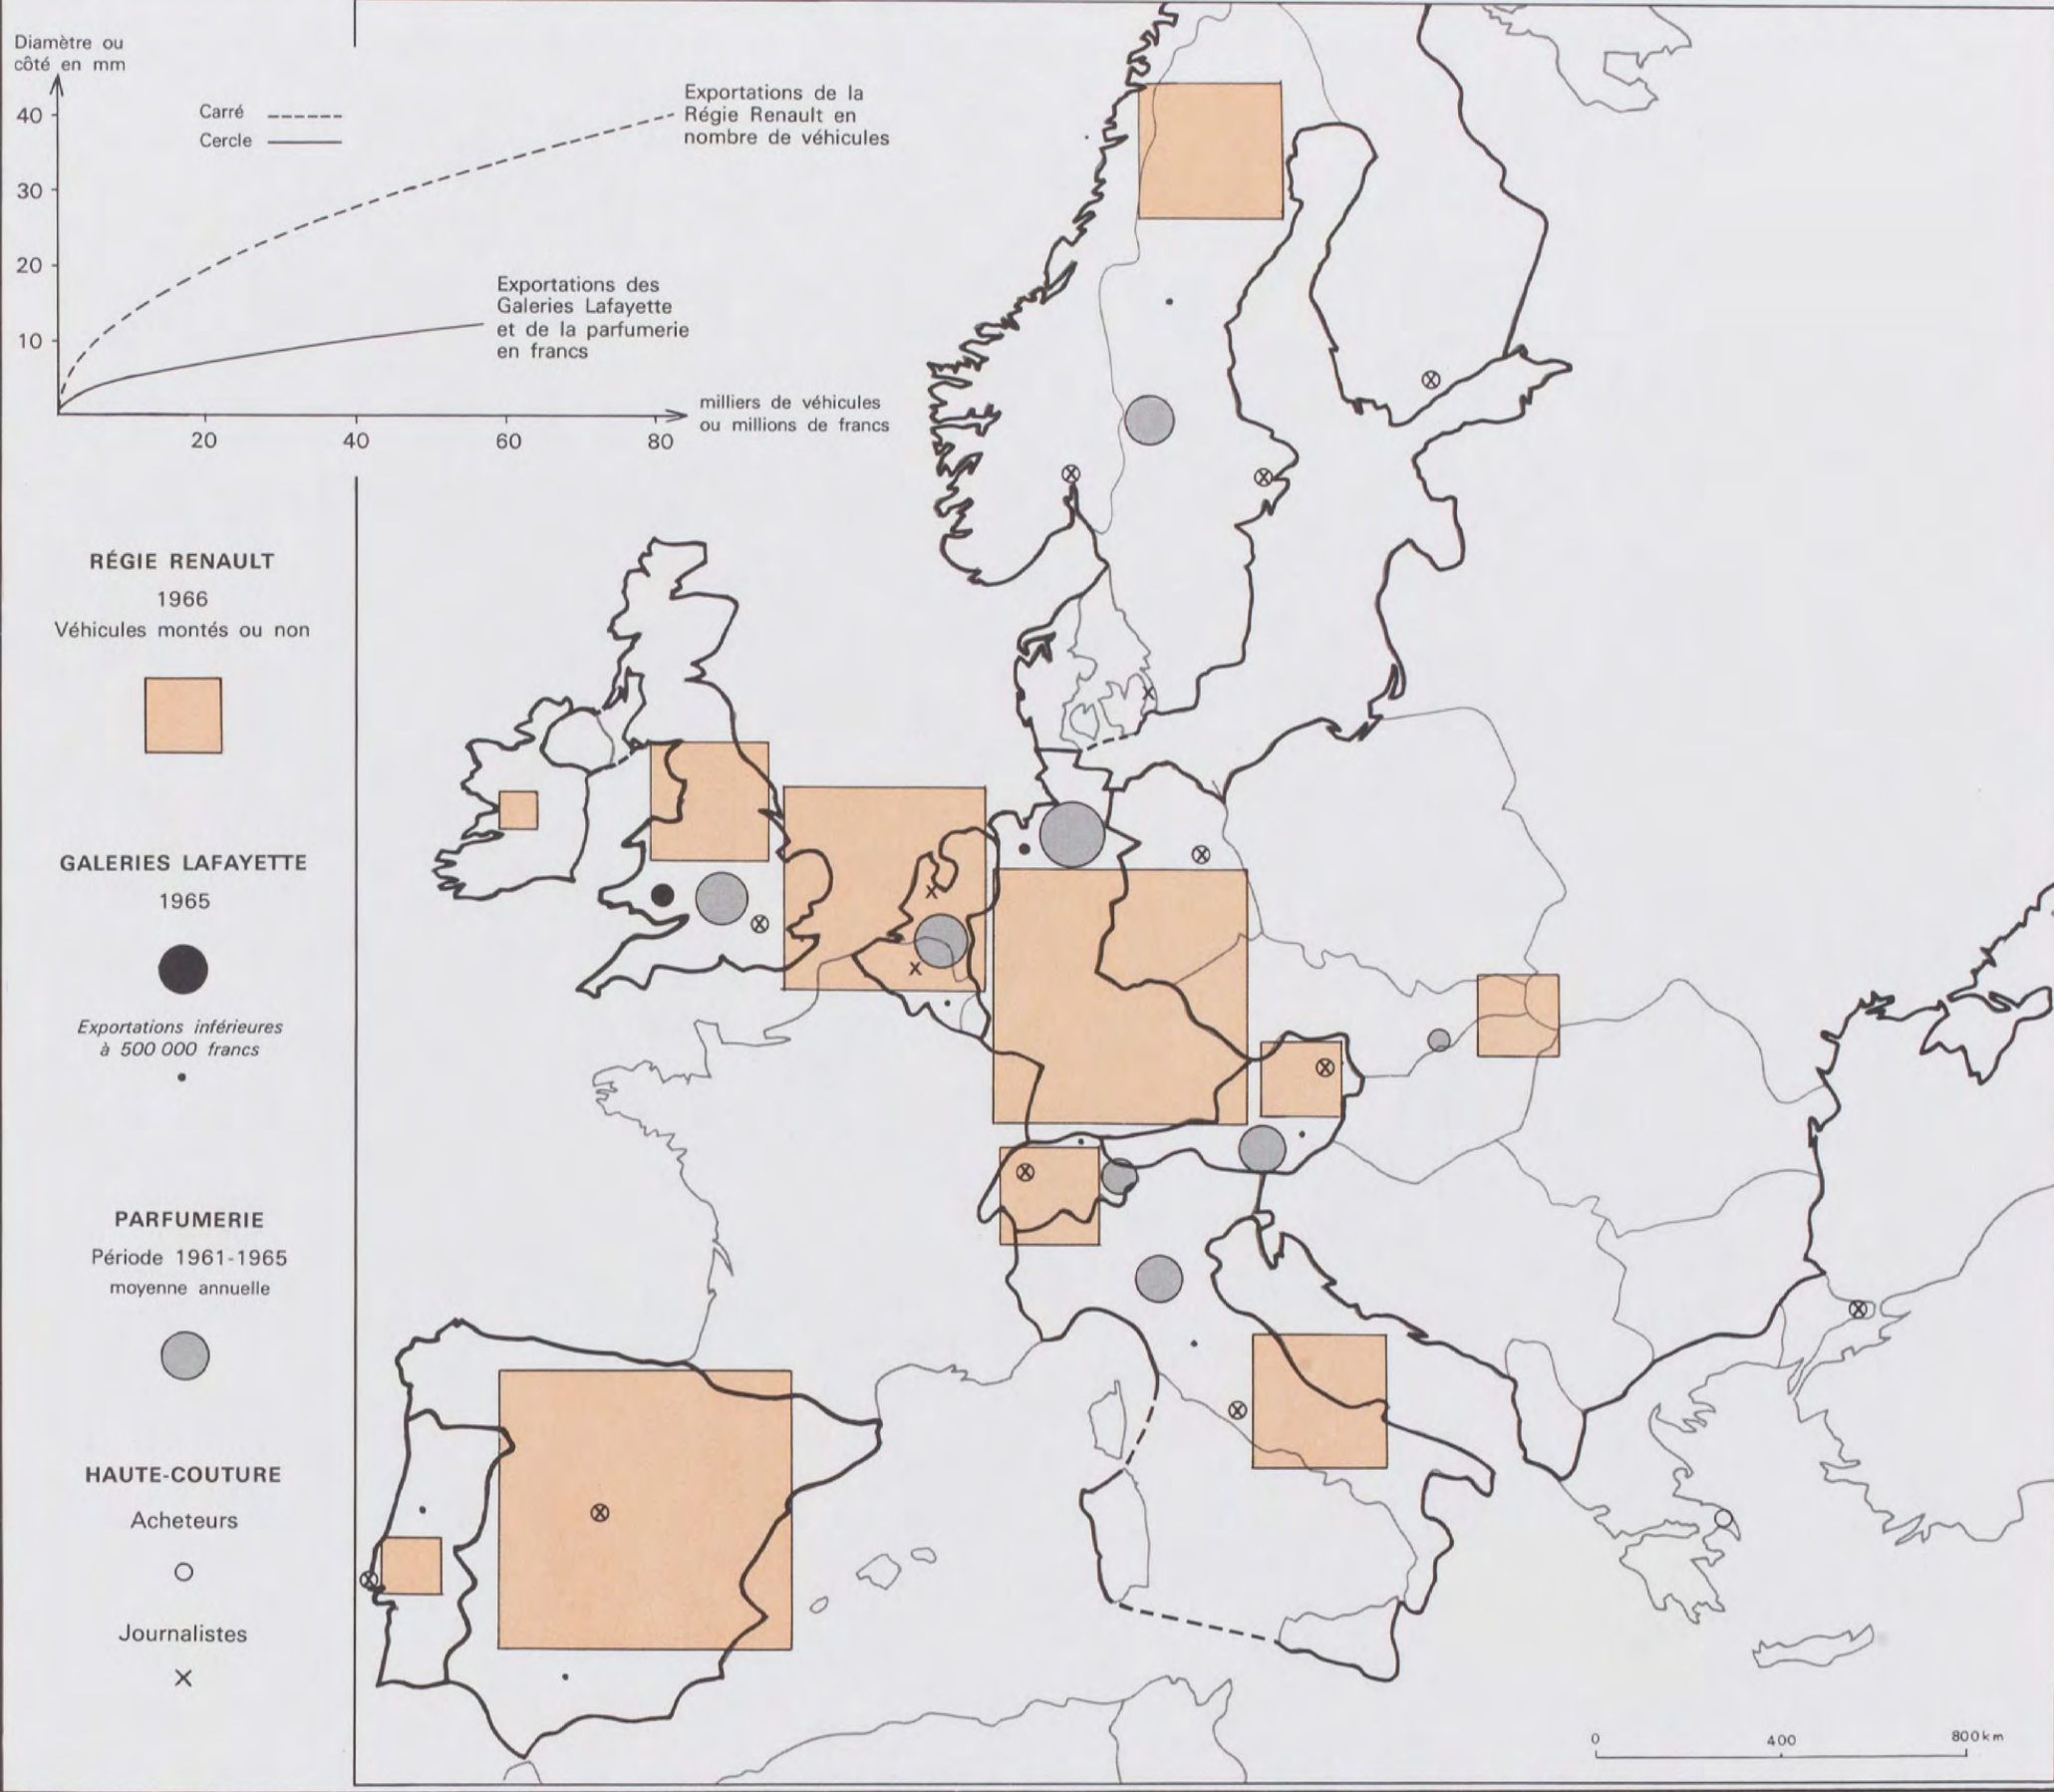 Diamètre ou
côté en mm
40
30
20
10
Carré
Cercle
Exportations de la
Régie Renault en
nombre de véhicules
Exportations des
Galeries Lafayette
et de la parfumerie
en francs
milliers de véhicules
ou millions de francs
20 40 60 80
RÉGIE RENAULT
1966
Véhicules montés ou non
GALERIES LAFAYETTE
1965
Exportations inférieures
à 500 000 francs
PARFUMERIE
Période 1961-1965
moyenne annuelle
HAUTE-COUTURE
Acheteurs
Journalistes
0 400 800 km